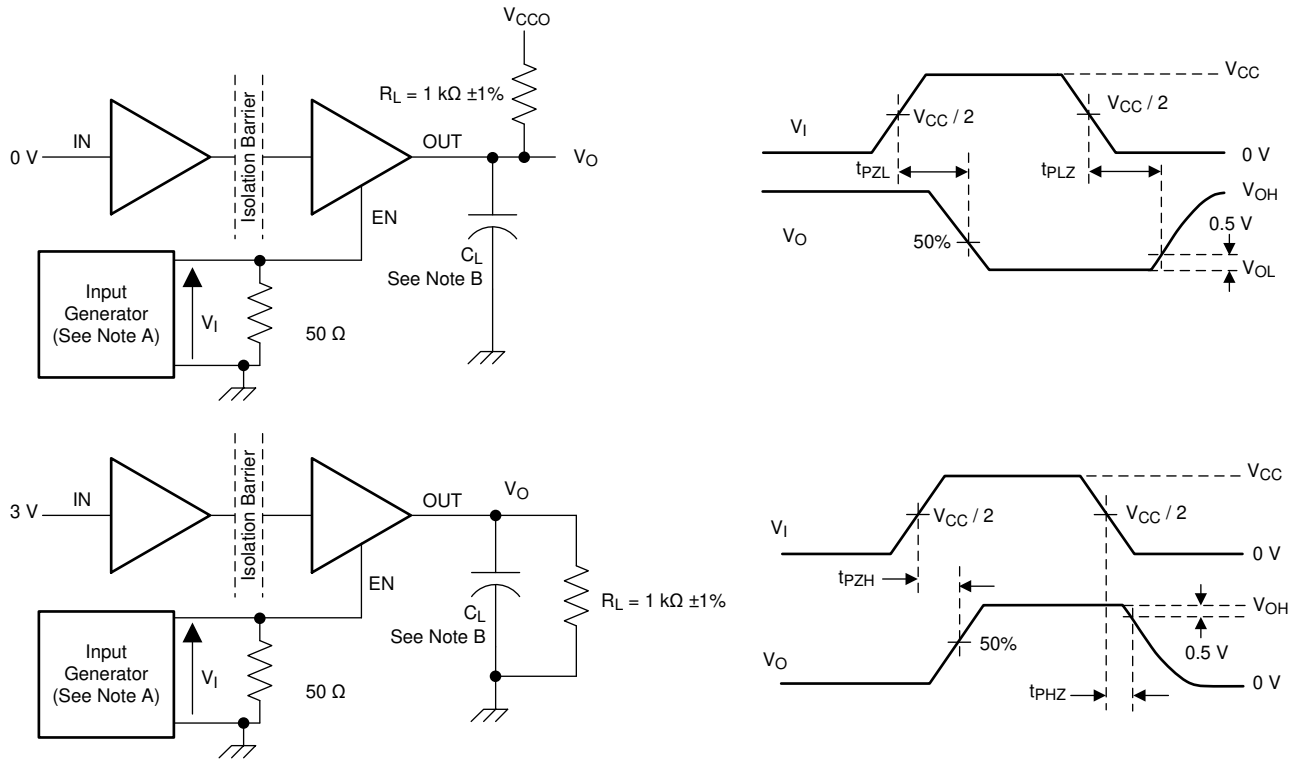 VCCO
RL = 1 kΩ ±1%
IN
0 V
Isolation Barrier
OUT
VO
EN
CL
See Note B
Input
Generator
(See Note A)
VI
50 Ω
VCC
VI
VCC / 2
VCC / 2
0 V
tPZL
tPLZ
VOH
0.5 V
VO
50%
VOL
IN
3 V
Isolation Barrier
OUT
VO
EN
CL
See Note B
RL = 1 kΩ ±1%
Input
Generator
(See Note A)
VI
50 Ω
VCC
VI
VCC / 2
VCC / 2
0 V
tPZH
VOH
50%
0.5 V
VO
0 V
tPHZ